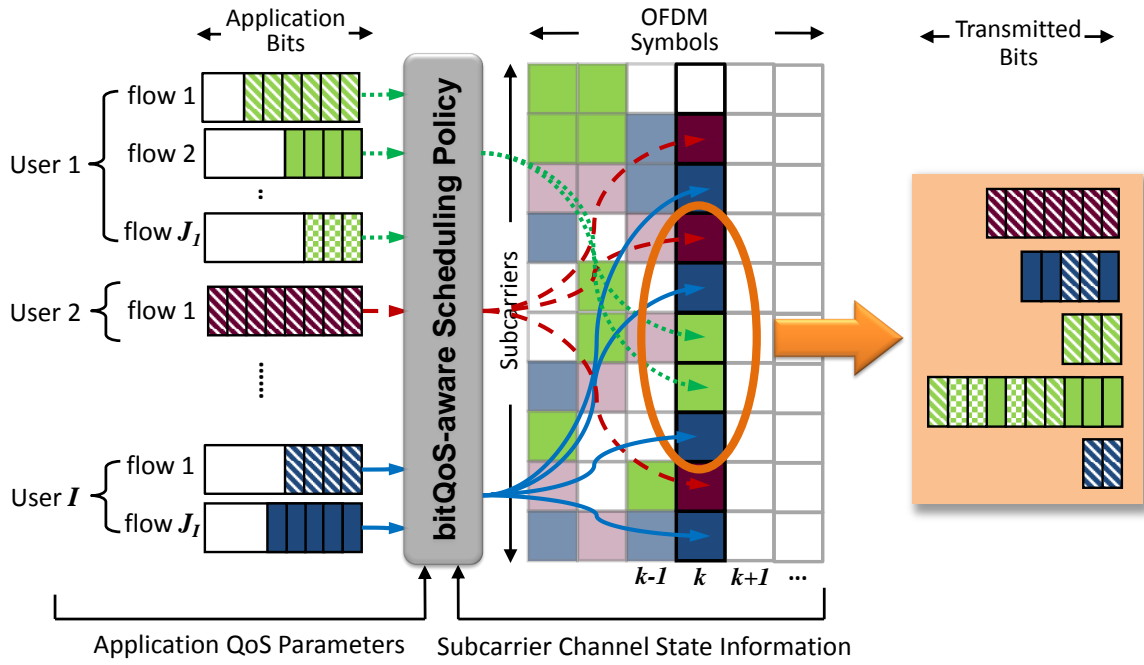 Application
Bits
OFDM
Symbols
Transmitted
Bits
User 1
flow 1
flow 2
..
flow J1
User 2
flow 1
......
User I
flow 1
flow JI
bitQoS-aware Scheduling Policy
Subcarriers
k-1 k k+1 ...
Application QoS Parameters
Subcarrier Channel State Information